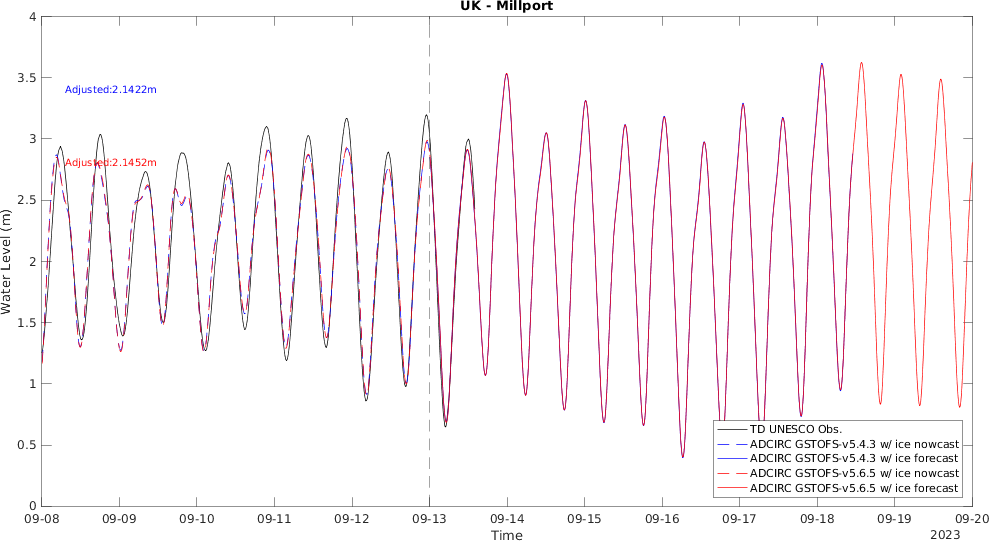 UK - Millport
4
3.5
3
2.5
2
1.5
1
0.5
0
Water Level (m)
Adjusted:2.1422m
Adjusted:2.1452m
TD UNESCO Obs.
ADCIRC GSTOFS-v5.4.3 w/ ice nowcast
ADCIRC GSTOFS-v5.4.3 w/ ice forecast
ADCIRC GSTOFS-v5.6.5 w/ ice nowcast
ADCIRC GSTOFS-v5.6.5 w/ ice forecast
09-08 09-09 09-10 09-11 09-12 09-13 09-14 09-15 09-16 09-17 09-18 09-19 09-20
Time
2023